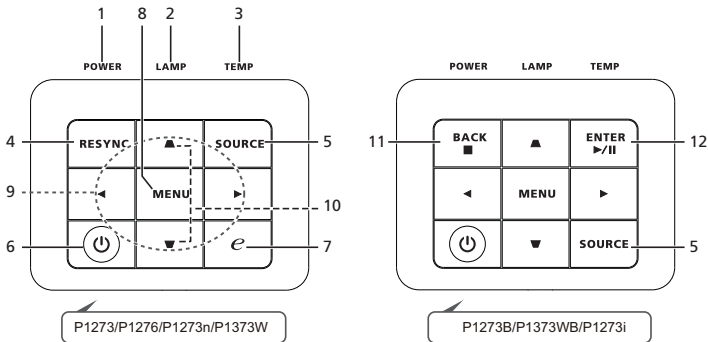 1 8 2 3
POWER LAMP TEMP
4 RESYNC SOURCE 5
9 MENU 10
6 e 7
P1273/P1276/P1273n/P1373W
POWER LAMP TEMP
11 BACK ENTER 12
MENU
SOURCE 5
P1273B/P1373WB/P1273i